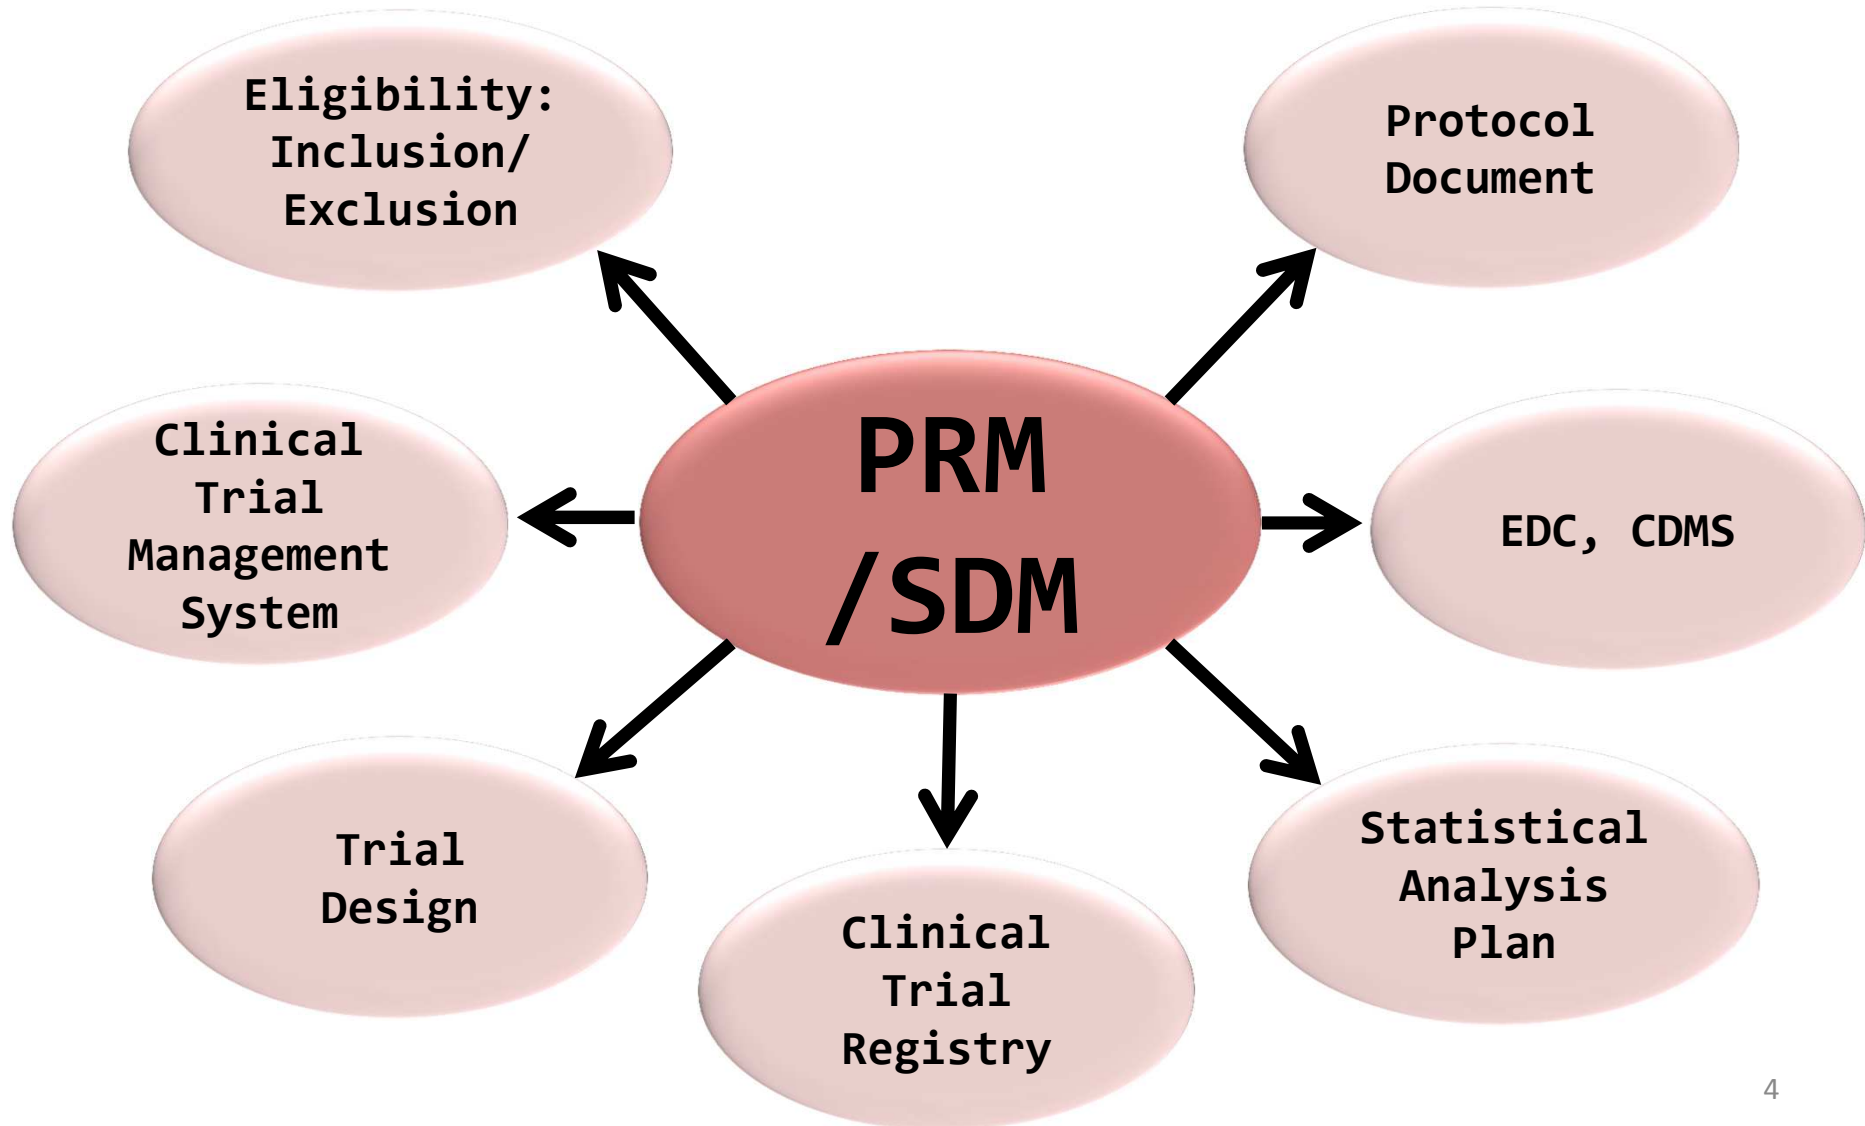 Eligibility:
Inclusion/
Exclusion
Protocol
Document
Clinical
Trial
Management
System
PRM
/SDM
EDC, CDMS
Trial
Design
Clinical
Trial
Registry
Statistical
Analysis
Plan
4